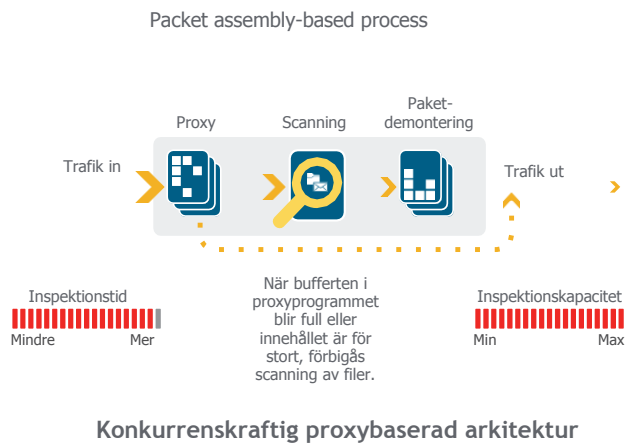 Packet assembly-based process
Paket-
demontering
Proxy
Scanning
Trafik in
Trafik ut
När bufferten i
proxyprogrammet
blir full eller
innehållet är för
stort, förbigås
scanning av filer.
Inspektionstid
Mindre
Mer
Inspektionskapacitet
Min
Max
Konkurrenskraftig proxybaserad arkitektur